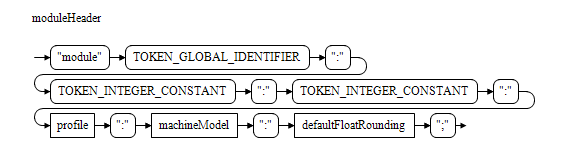 moduleHeader
"module" TOKEN_GLOBAL_IDENTIFIER ":"
TOKEN_INTEGER_CONSTANT ":" TOKEN_INTEGER_CONSTANT ":"
profile ":" machineModel ":" defaultFloatRounding ";"